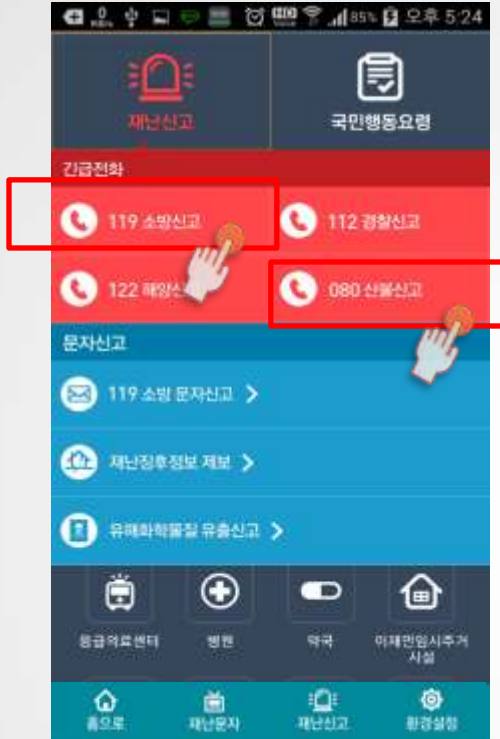 85% 오후 5:24
재난신고 국민행동요령
긴급전화
119 소방신고 112 경찰신고
122 해양신 080 산불신고
문자신고
119 소방 문자신고 >
재난징후정보 제보 >
유해화학물질 유출신고 >
응급의료센터 병원 약국 이재민임시주거
시설
홈으로 재난문자 재난신고 환경설정